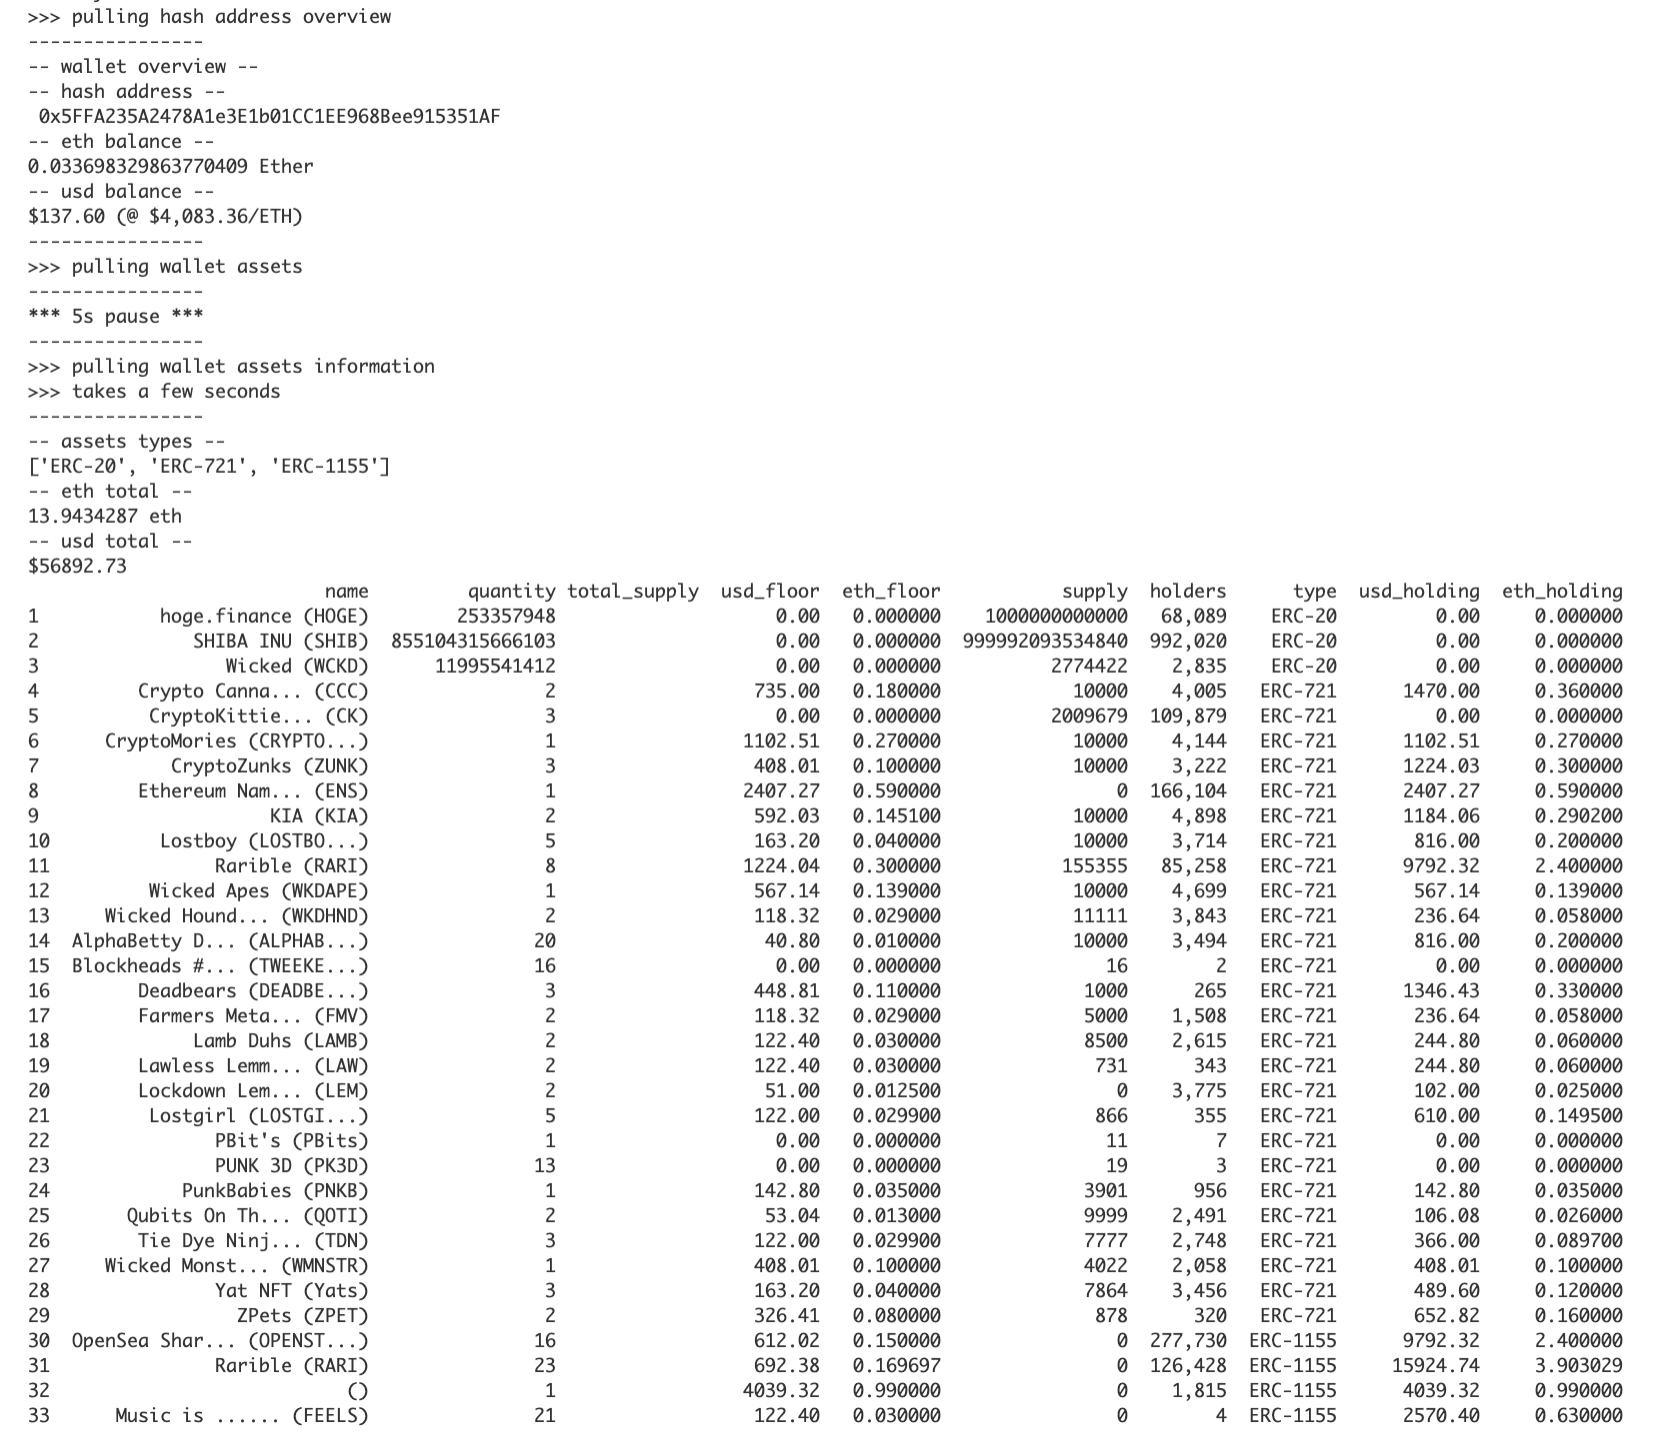 >>> pulling hash address overview
----------------
-- wallet overview --
-- hash address --
0x5FFA235A2478A1e3E1b01CC1EE968Bee915351AF
-- eth balance --
0.033698329863770409 Ether
-- usd balance --
$137.60 (@ $4,083.36/ETH)
----------------
>>> pulling wallet assets
----------------
*** 5s pause ***
----------------
>>> pulling wallet assets information
>>> takes a few seconds
----------------
-- assets types --
['ERC-20', 'ERC-721', 'ERC-1155']
-- eth total --
13.9434287 eth
-- usd total --
$56892.73
name quantity total_supply usd_floor eth_floor supply holders type usd_holding eth_holding
1 hoge.finance (HOGE) 253357948 0.00 0.000000 1000000000000 68,089 ERC-20 0.00 0.000000
2 SHIBA INU (SHIB) 855104315666103 0.00 0.000000 999992093534840 992,020 ERC-20 0.00 0.000000
3 Wicked (WCKD) 11995541412 0.00 0.000000 2774422 2,835 ERC-20 0.00 0.000000
4 Crypto Canna... (CCC) 2 735.00 0.180000 10000 4,005 ERC-721 1470.00 0.360000
5 CryptoKittie... (CK) 3 0.00 0.000000 2009679 109,879 ERC-721 0.00 0.000000
6 CryptoMories (CRYPTO...) 1 1102.51 0.270000 10000 4,144 ERC-721 1102.51 0.270000
7 CryptoZunks (ZUNK) 3 408.01 0.100000 10000 3,222 ERC-721 1224.03 0.300000
8 Ethereum Nam... (ENS) 1 2407.27 0.590000 0 166,104 ERC-721 2407.27 0.590000
9 KIA (KIA) 2 592.03 0.145100 10000 4,898 ERC-721 1184.06 0.290200
10 Lostboy (LOSTBO...) 5 163.20 0.040000 10000 3,714 ERC-721 816.00 0.200000
11 Rarible (RARI) 8 1224.04 0.300000 155355 85,258 ERC-721 9792.32 2.400000
12 Wicked Apes (WKDAPE) 1 567.14 0.139000 10000 4,699 ERC-721 567.14 0.139000
13 Wicked Hound... (WKDHND) 2 118.32 0.029000 11111 3,843 ERC-721 236.64 0.058000
14 AlphaBetty D... (ALPHAB...) 20 40.80 0.010000 10000 3,494 ERC-721 816.00 0.200000
15 Blockheads #... (TWEEKE...) 16 0.00 0.000000 16 2 ERC-721 0.00 0.000000
16 Deadbears (DEADBE...) 3 448.81 0.110000 1000 265 ERC-721 1346.43 0.330000
17 Farmers Meta... (FMV) 2 118.32 0.029000 5000 1,508 ERC-721 236.64 0.058000
18 Lamb Duhs (LAMB) 2 122.40 0.030000 8500 2,615 ERC-721 244.80 0.060000
19 Lawless Lemm... (LAW) 2 122.40 0.030000 731 343 ERC-721 244.80 0.060000
20 Lockdown Lem... (LEM) 2 51.00 0.012500 0 3,775 ERC-721 102.00 0.025000
21 Lostgirl (LOSTGI...) 5 122.00 0.029900 866 355 ERC-721 610.00 0.149500
22 PBit's (PBits) 1 0.00 0.000000 11 7 ERC-721 0.00 0.000000
23 PUNK 3D (PK3D) 13 0.00 0.000000 19 3 ERC-721 0.00 0.000000
24 PunkBabies (PNKB) 1 142.80 0.035000 3901 956 ERC-721 142.80 0.035000
25 Qubits On Th... (QOTI) 2 53.04 0.013000 9999 2,491 ERC-721 106.08 0.026000
26 Tie Dye Ninj... (TDN) 3 122.00 0.029900 7777 2,748 ERC-721 366.00 0.089700
27 Wicked Monst... (WMNSTR) 1 408.01 0.100000 4022 2,058 ERC-721 408.01 0.100000
28 Yat NFT (Yats) 3 163.20 0.040000 7864 3,456 ERC-721 489.60 0.120000
29 ZPets (ZPET) 2 326.41 0.080000 878 320 ERC-721 652.82 0.160000
30 OpenSea Shar... (OPENST...) 16 612.02 0.150000 0 277,730 ERC-1155 9792.32 2.400000
31 Rarible (RARI) 23 692.38 0.169697 0 126,428 ERC-1155 15924.74 3.903029
32 () 1 4039.32 0.990000 0 1,815 ERC-1155 4039.32 0.990000
33 Music is ...... (FEELS) 21 122.40 0.030000 0 4 ERC-1155 2570.40 0.630000